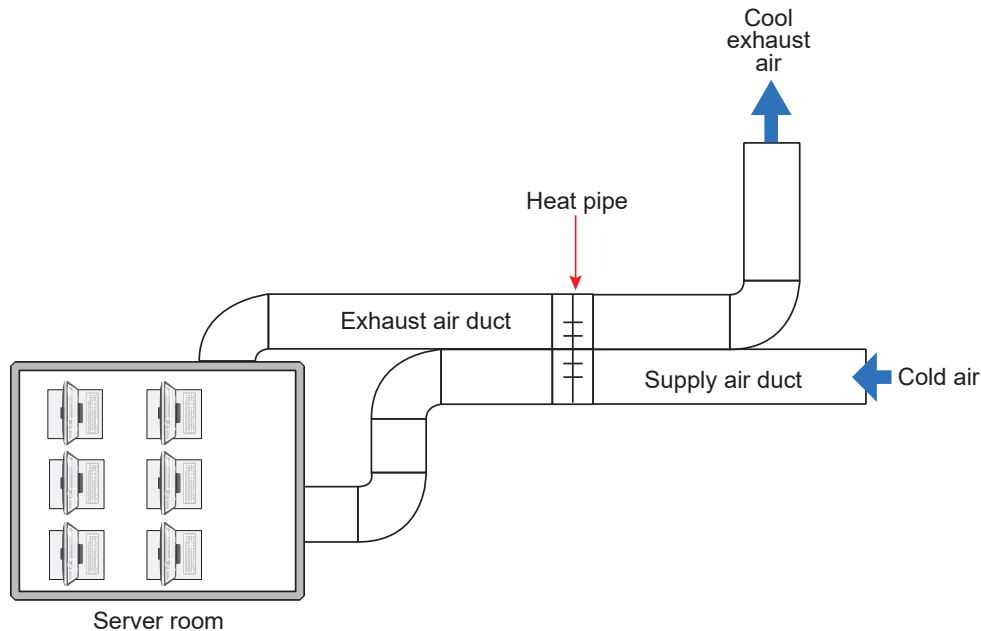 Cool
exhaust
air
Heat pipe
Exhaust air duct
Supply air duct
Cold air
Server room